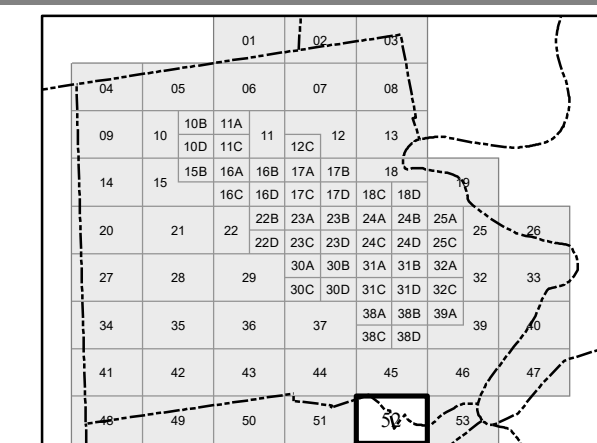 01 02 03
04 05 06 07 08
10B 11A
09 10 11 12 13
10D 11C 12C
15B 16A 16B 17A 17B 18
14 15 19
16C 16D 17C 17D 18C 18D
22B 23A 23B 24A 24B 25A
20 21 22 25 26
22D 23C 23D 24C 24D 25C
30A 30B 31A 31B 32A
27 28 29 32 33
30C 30D 31C 31D 32C
38A 38B 39A
34 35 36 37 39 40
38C 38D
41 42 43 44 45 46 47
48 49 50 51 52 53